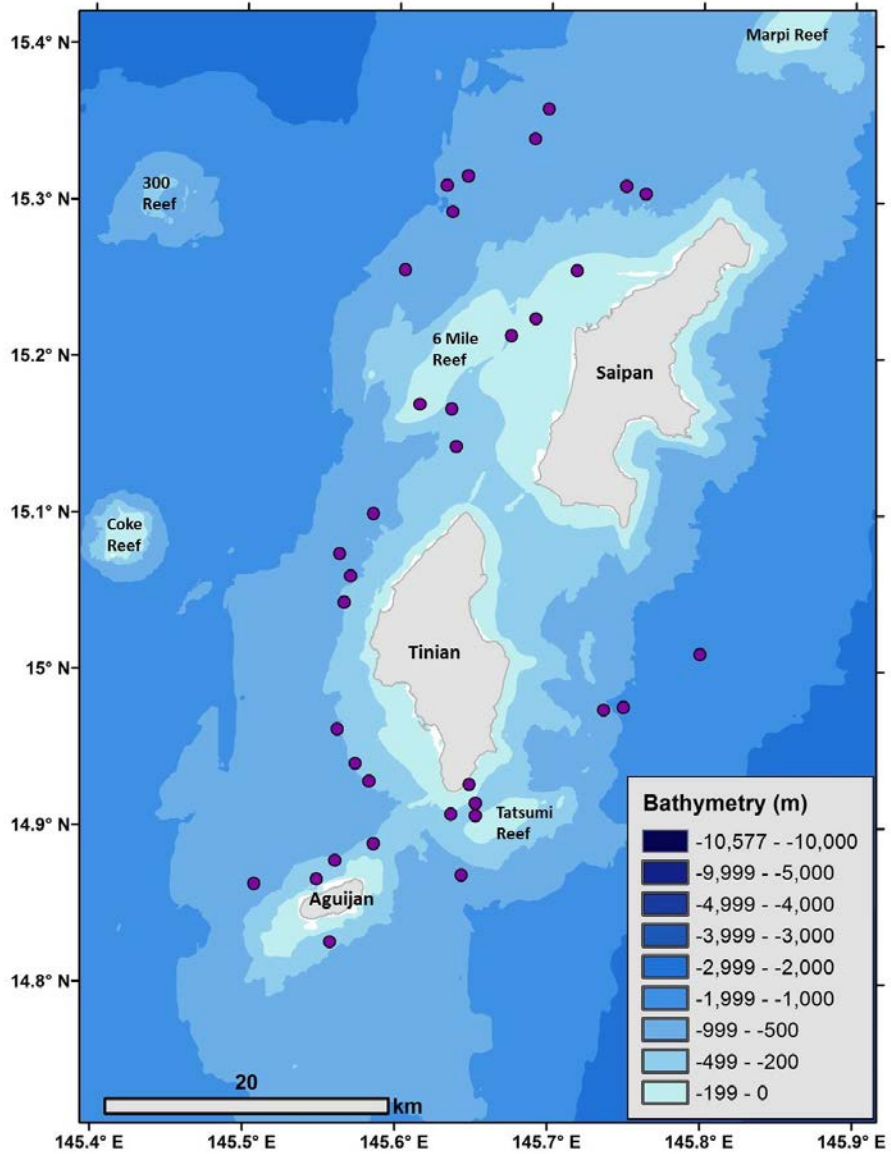 15.4° N
Marpi Reef
15.3° N
300
Reef
6 Mile
Reef
15.2° N
Saipan
15.1° N
Coke
Reef
Tinian
15° N
14.9° N
Tatsumi
Reef
Aguijan
14.8° N
20
km
Bathymetry (m)
-10,577 - -10,000
-9,999 - -5,000
-4,999 - -4,000
-3,999 - -3,000
-2,999 - -2,000
-1,999 - -1,000
-999 - -500
-499 - -200
-199 - 0
145.4° E
145.5° E
145.6° E
145.7° E
145.8° E
145.9° E